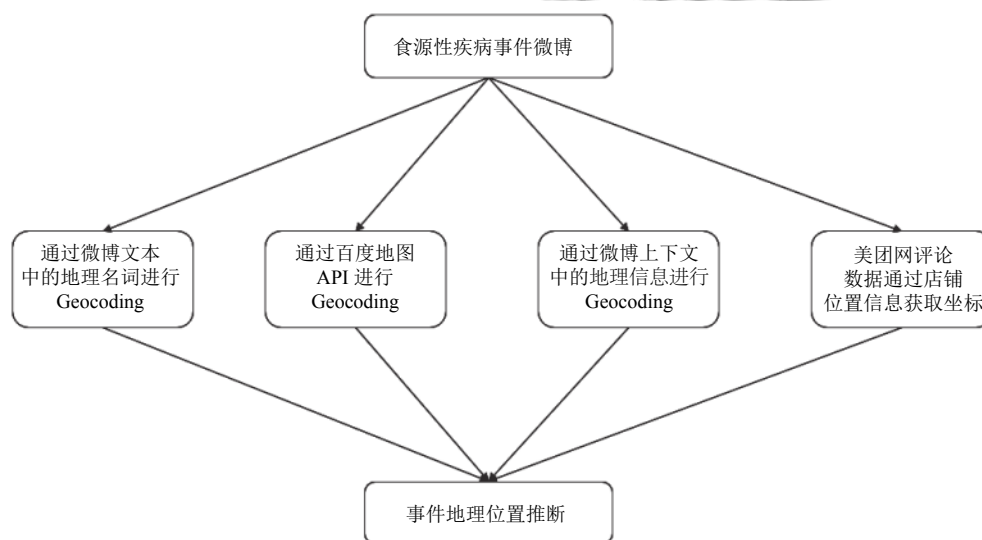 食源性疾病事件微博
通过微博文本
中的地理名词进行
Geocoding
通过百度地图
API 进行
Geocoding
通过微博上下文
中的地理信息进行
Geocoding
美团网评论
数据通过店铺
位置信息获取坐标
事件地理位置推断